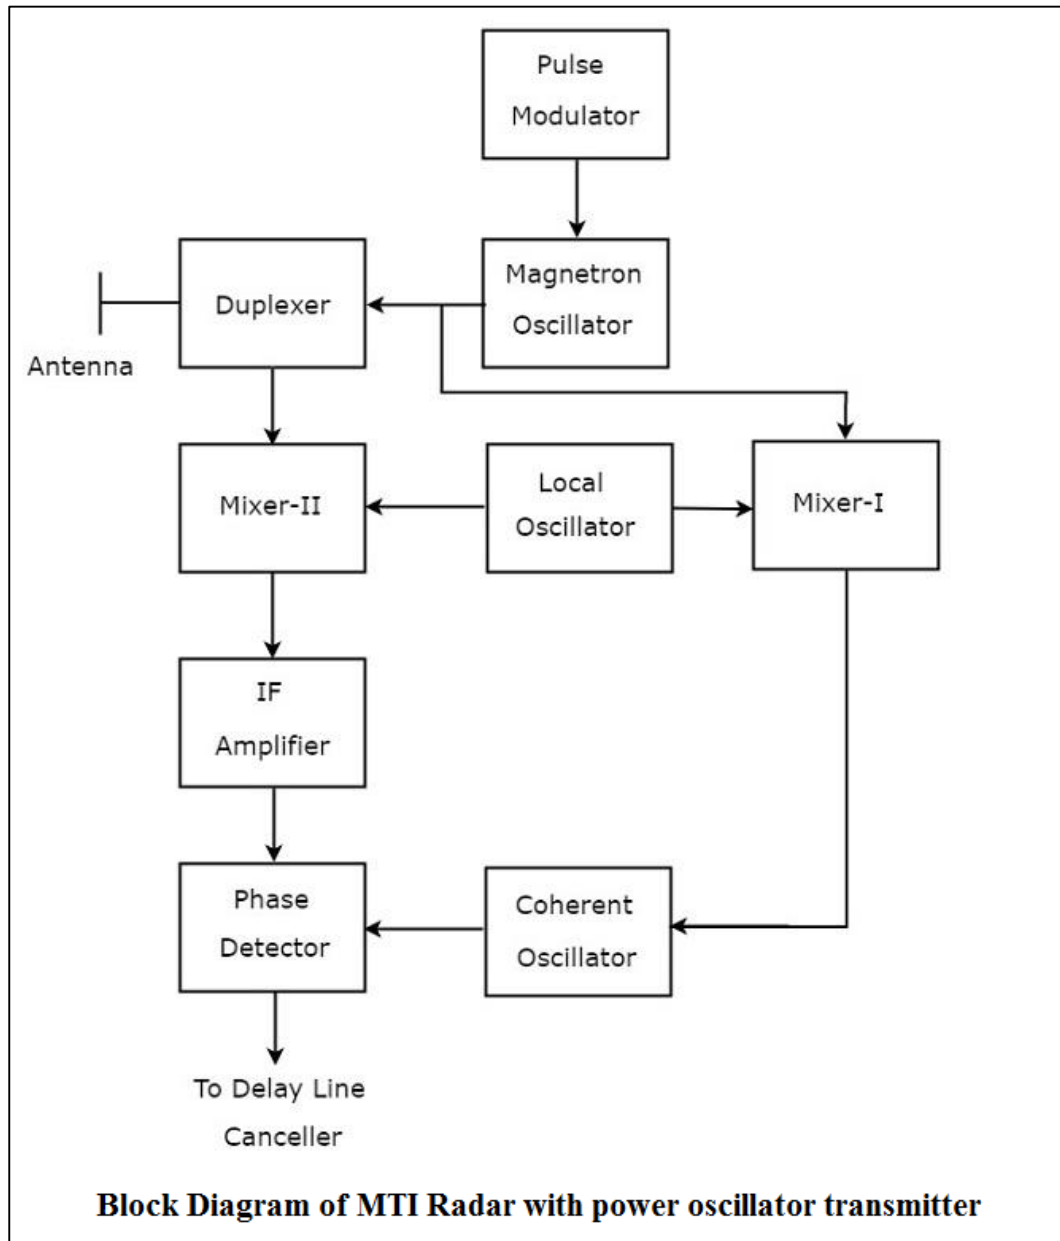 Pulse
Modulator
Magnetron
Oscillator
Duplexer
Antenna
Mixer-II
Local
Oscillator
Mixer-I
IF
Amplifier
Phase
Detector
Coherent
Oscillator
To Delay Line
Canceller
Block Diagram of MTI Radar with power oscillator transmitter